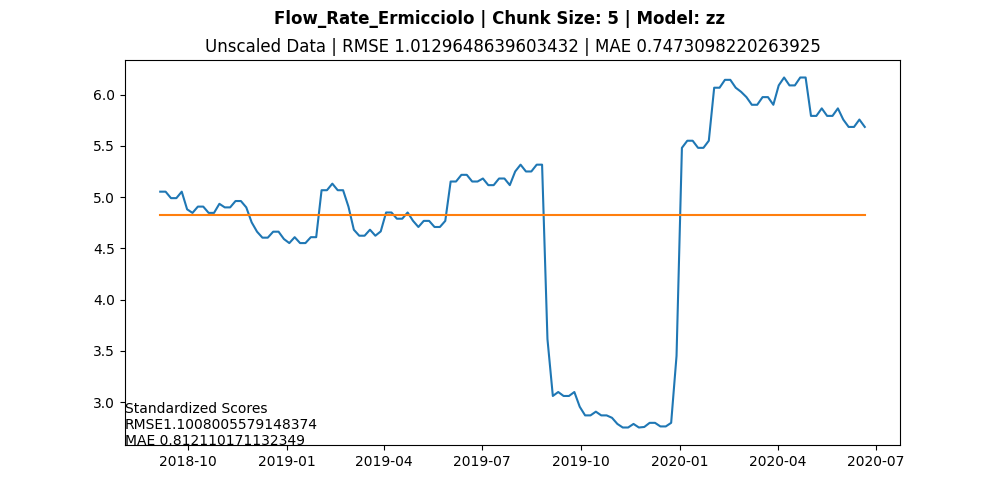 Flow_Rate_Ermicciolo | Chunk Size: 5 | Model: zz
Unscaled Data | RMSE 1.0129648639603432 | MAE 0.7473098220263925
6.0
5.5
5.0
4.5
4.0
3.5
3.0
Standardized Scores
RMSE1.1008005579148374
MAE 0.812110171132349
2018-10 2019-01 2019-04 2019-07 2019-10 2020-01 2020-04 2020-07